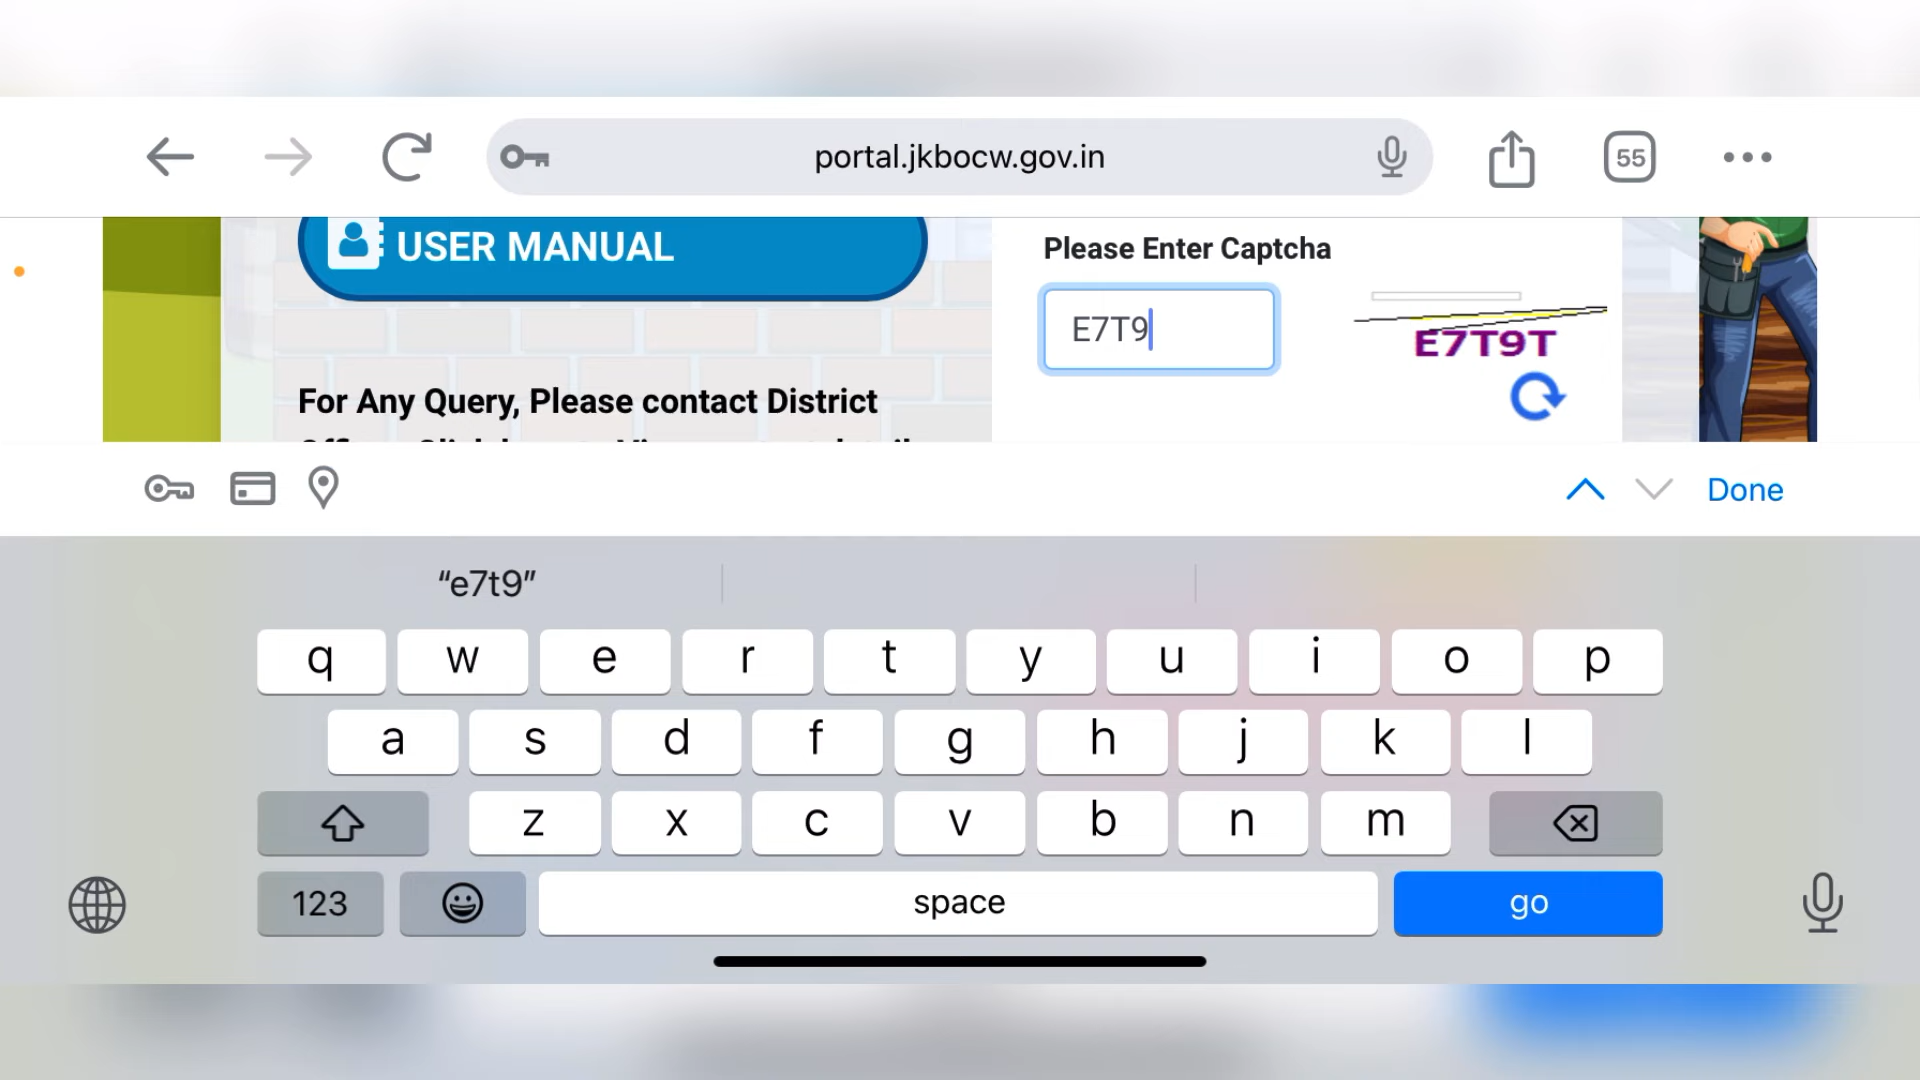 portal.jkbocw.gov.in
55
USER MANUAL
Please Enter Captcha
E7T9
E7T9T
For Any Query, Please contact District
Done
“e7t9”
q w e r t y u i o p
a s d f g h j k l
z x c v b n m
123 space go